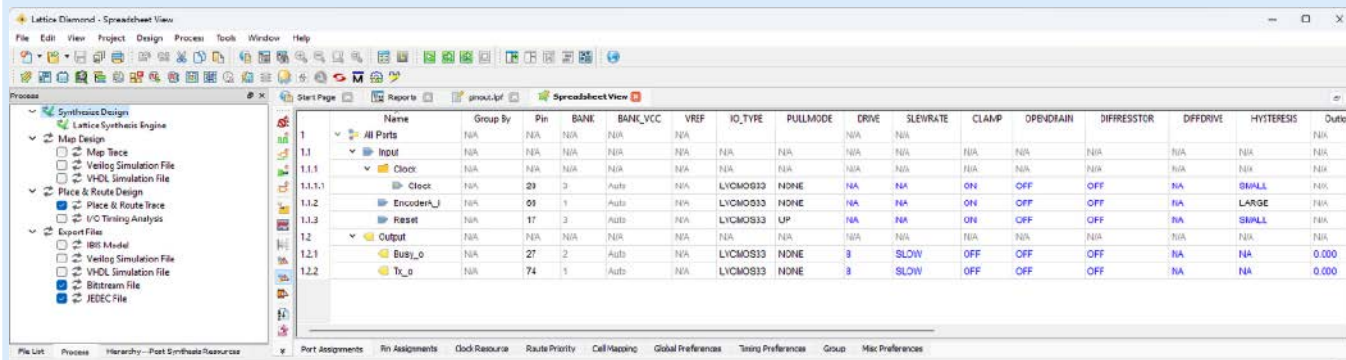 Lattice Diamond - Spreadsheet View
File Edit View Project Design Process Tools Window Help
Process
Start Page Reports pinout.lpf Spreadsheet View
Synthesize Design
Lattice Synthesis Engine
Map Design
Map Trace
Verilog Simulation File
VHDL Simulation File
Place & Route Design
Place & Route Trace
I/O Timing Analysis
Export Files
IBIS Model
Verilog Simulation File
VHDL Simulation File
Bitstream File
JEDEC File
Name Group By Pin BANK BANK_VCC VREF IO_TYPE PULLMODE DRIVE SLEWRATE CLAMP OPENDRAIN DIFFRESISTOR DIFFDRIVE HYSTERESIS Outlo
1 All Ports N/A N/A N/A N/A N/A N/A N/A N/A
1.1 Input N/A N/A N/A N/A N/A N/A N/A N/A N/A N/A N/A N/A N/A N/A N/A
1.1.1 Clock N/A N/A N/A N/A N/A N/A N/A N/A N/A N/A N/A N/A N/A N/A N/A
1.1.1.1 Clock N/A 20 3 Auto N/A LVCMOS33 NONE NA NA ON OFF OFF NA SMALL N/A
1.1.2 EncoderA_i N/A 1 Auto N/A LVCMOS33 NONE NA NA ON OFF OFF NA LARGE N/A
1.1.3 Reset N/A 17 3 Auto N/A LVCMOS33 UP NA NA ON OFF OFF NA SMALL N/A
1.2 Output N/A N/A N/A N/A N/A N/A N/A N/A N/A N/A N/A N/A N/A N/A N/A
1.2.1 Busy_o N/A 27 2 Auto N/A LVCMOS33 NONE 8 SLOW OFF OFF OFF NA NA 0.000
1.2.2 Tx_o N/A 74 1 Auto N/A LVCMOS33 NONE 8 SLOW OFF OFF OFF NA NA 0.000
File List Process Hierarchy - Post Synthesis Resources
Port Assignments Pin Assignments Clock Resource Route Priority Cell Mapping Global Preferences Timing Preferences Group Misc Preferences